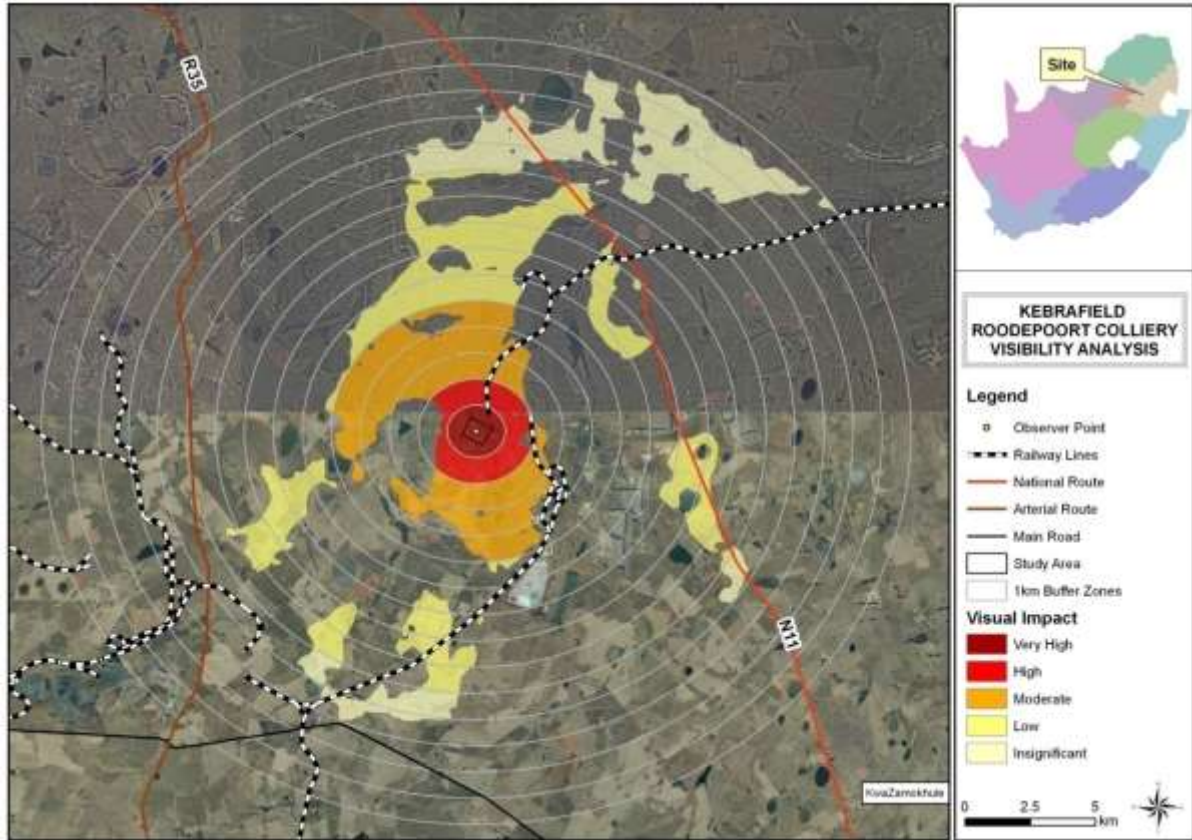 R35
N11
KwaZamokhule
Site
KEBRAFIELD
ROODEPOORT COLLIERY
VISIBILITY ANALYSIS
Legend
Observer Point
Railway Lines
National Route
Arterial Route
Main Road
Study Area
1km Buffer Zones
Visual Impact
Very High
High
Moderate
Low
Insignificant
0 2.5 5
km